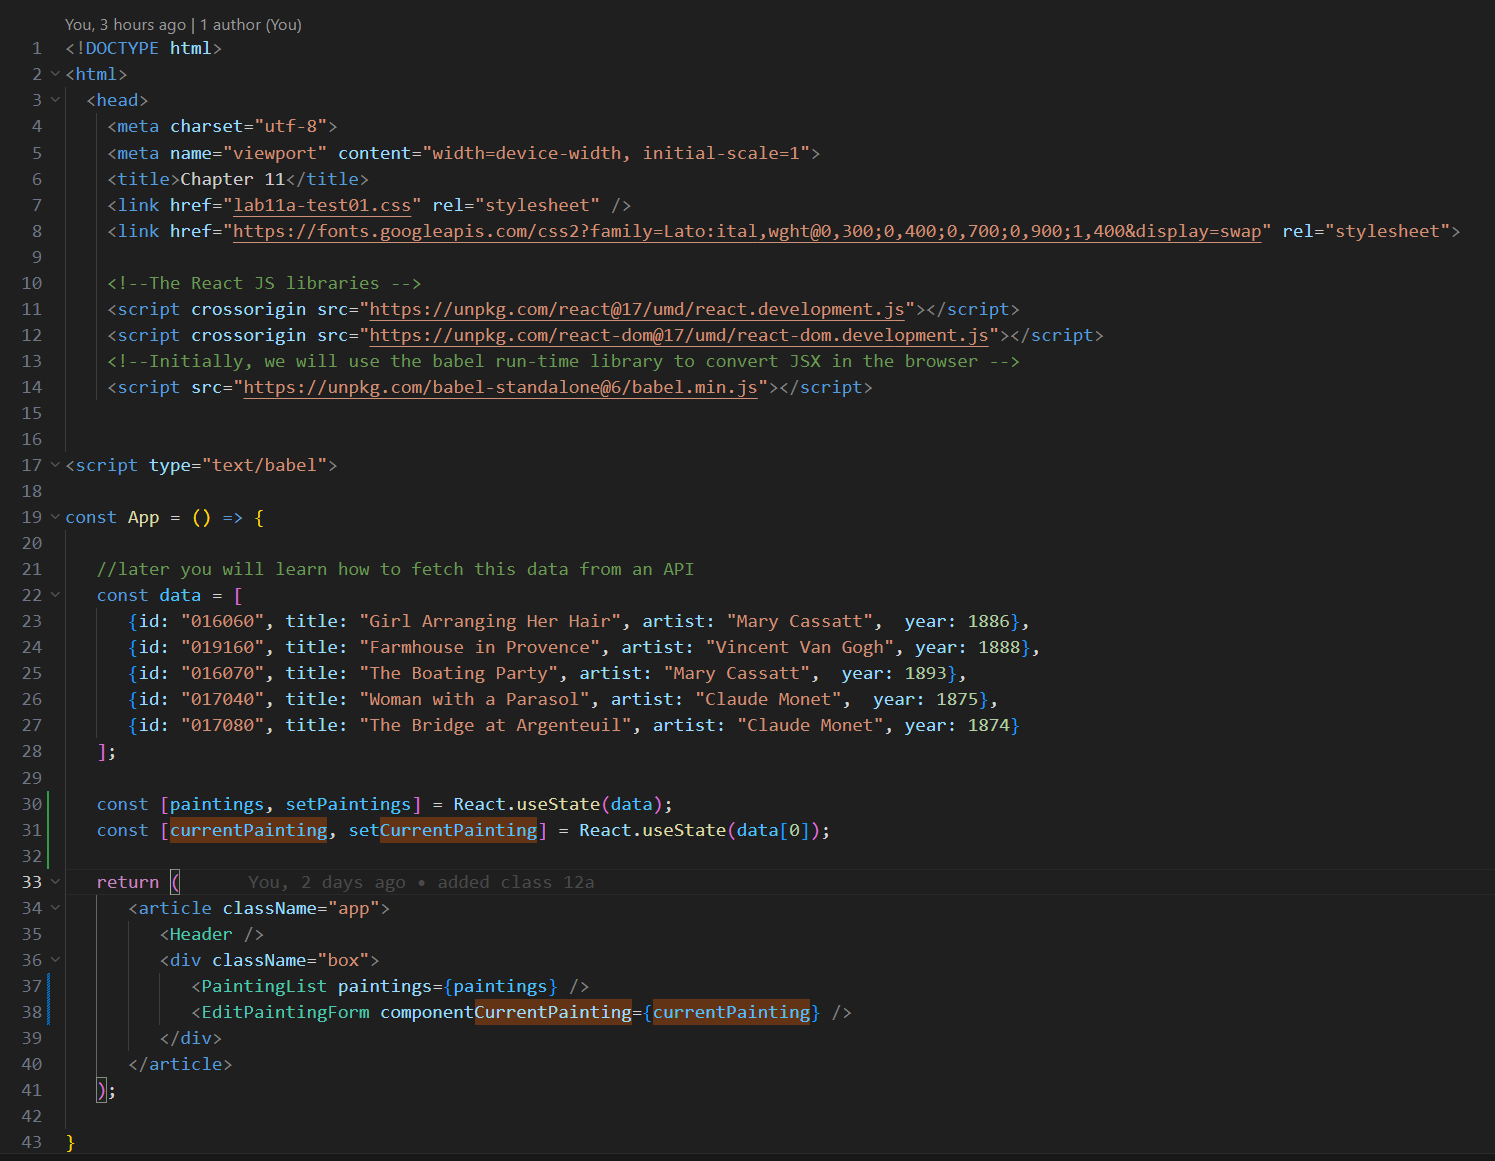 You, 3 hours ago | 1 author (You)
1 <!DOCTYPE html>
2 <html>
3 <head>
4 <meta charset="utf-8">
5 <meta name="viewport" content="width=device-width, initial-scale=1">
6 <title>Chapter 11</title>
7 <link href="lab11a-test01.css" rel="stylesheet" />
8 <link href="https://fonts.googleapis.com/css2?family=Lato:ital,wght@0,300;0,400;0,700;0,900;1,400&display=swap" rel="stylesheet">
9
10 <!--The React JS libraries -->
11 <script crossorigin src="https://unpkg.com/react@17/umd/react.development.js"></script>
12 <script crossorigin src="https://unpkg.com/react-dom@17/umd/react-dom.development.js"></script>
13 <!--Initially, we will use the babel run-time library to convert JSX in the browser -->
14 <script src="https://unpkg.com/babel-standalone@6/babel.min.js"></script>
15
16
17 <script type="text/babel">
18
19 const App = () => {
20
21 //later you will learn how to fetch this data from an API
22 const data = [
23 {id: "016060", title: "Girl Arranging Her Hair", artist: "Mary Cassatt",  year: 1886},
24 {id: "019160", title: "Farmhouse in Provence", artist: "Vincent Van Gogh", year: 1888},
25 {id: "016070", title: "The Boating Party", artist: "Mary Cassatt",  year: 1893},
26 {id: "017040", title: "Woman with a Parasol", artist: "Claude Monet",  year: 1875},
27 {id: "017080", title: "The Bridge at Argenteuil", artist: "Claude Monet", year: 1874}
28 ];
29
30 const [paintings, setPaintings] = React.useState(data);
31 const [currentPainting, setCurrentPainting] = React.useState(data[0]);
32
33 return ( You, 2 days ago • added class 12a
34 <article className="app">
35 <Header />
36 <div className="box">
37 <PaintingList paintings={paintings} />
38 <EditPaintingForm componentCurrentPainting={currentPainting} />
39 </div>
40 </article>
41 );
42
43 }